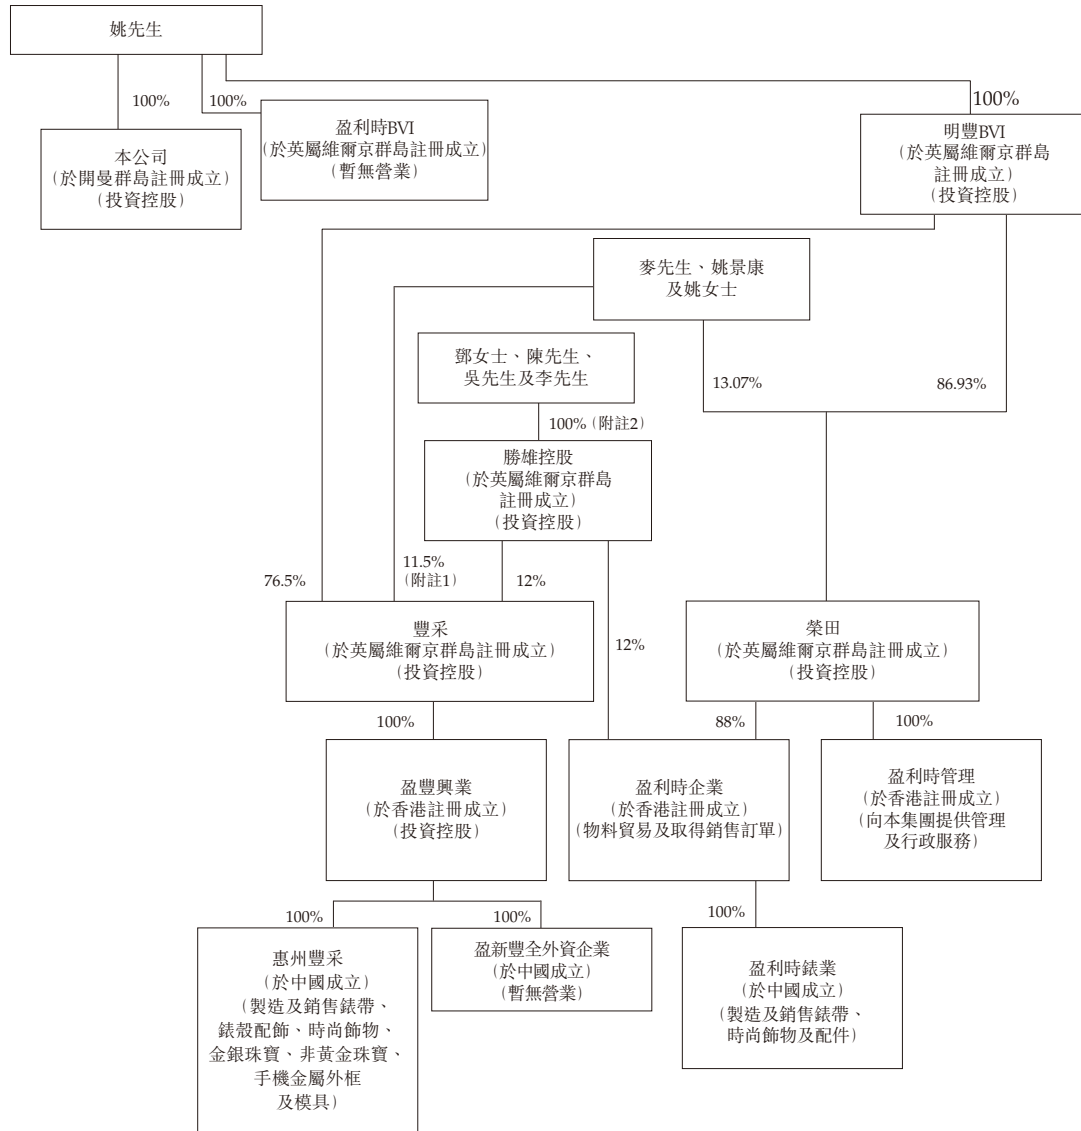 姚先生
100%
100%
100%
本公司
(於開曼群島註冊成立)
(投資控股)
盈利時BVI
(於英屬維爾京群島註冊成立)
(暫無營業)
明豐BVI
(於英屬維爾京群島
註冊成立)
(投資控股)
麥先生、姚景康
及姚女士
鄧女士、陳先生、
吳先生及李先生
13.07%
86.93%
100%(附註2)
勝雄控股
(於英屬維爾京群島
註冊成立)
(投資控股)
76.5%
11.5%
(附註1)
12%
12%
豐采
(於英屬維爾京群島註冊成立)
(投資控股)
榮田
(於英屬維爾京群島註冊成立)
(投資控股)
100%
88%
100%
盈豐興業
(於香港註冊成立)
(投資控股)
盈利時企業
(於香港註冊成立)
(物料貿易及取得銷售訂單)
盈利時管理
(於香港註冊成立)
(向本集團提供管理
及行政服務)
100%
100%
100%
惠州豐采
(於中國成立)
(製造及銷售錶帶、
錶殼配飾、時尚飾物、
金銀珠寶、非黃金珠寶、
手機金屬外框
及模具)
盈新豐全外資企業
(於中國成立)
(暫無營業)
盈利時錶業
(於中國成立)
(製造及銷售錶帶、
時尚飾物及配件)